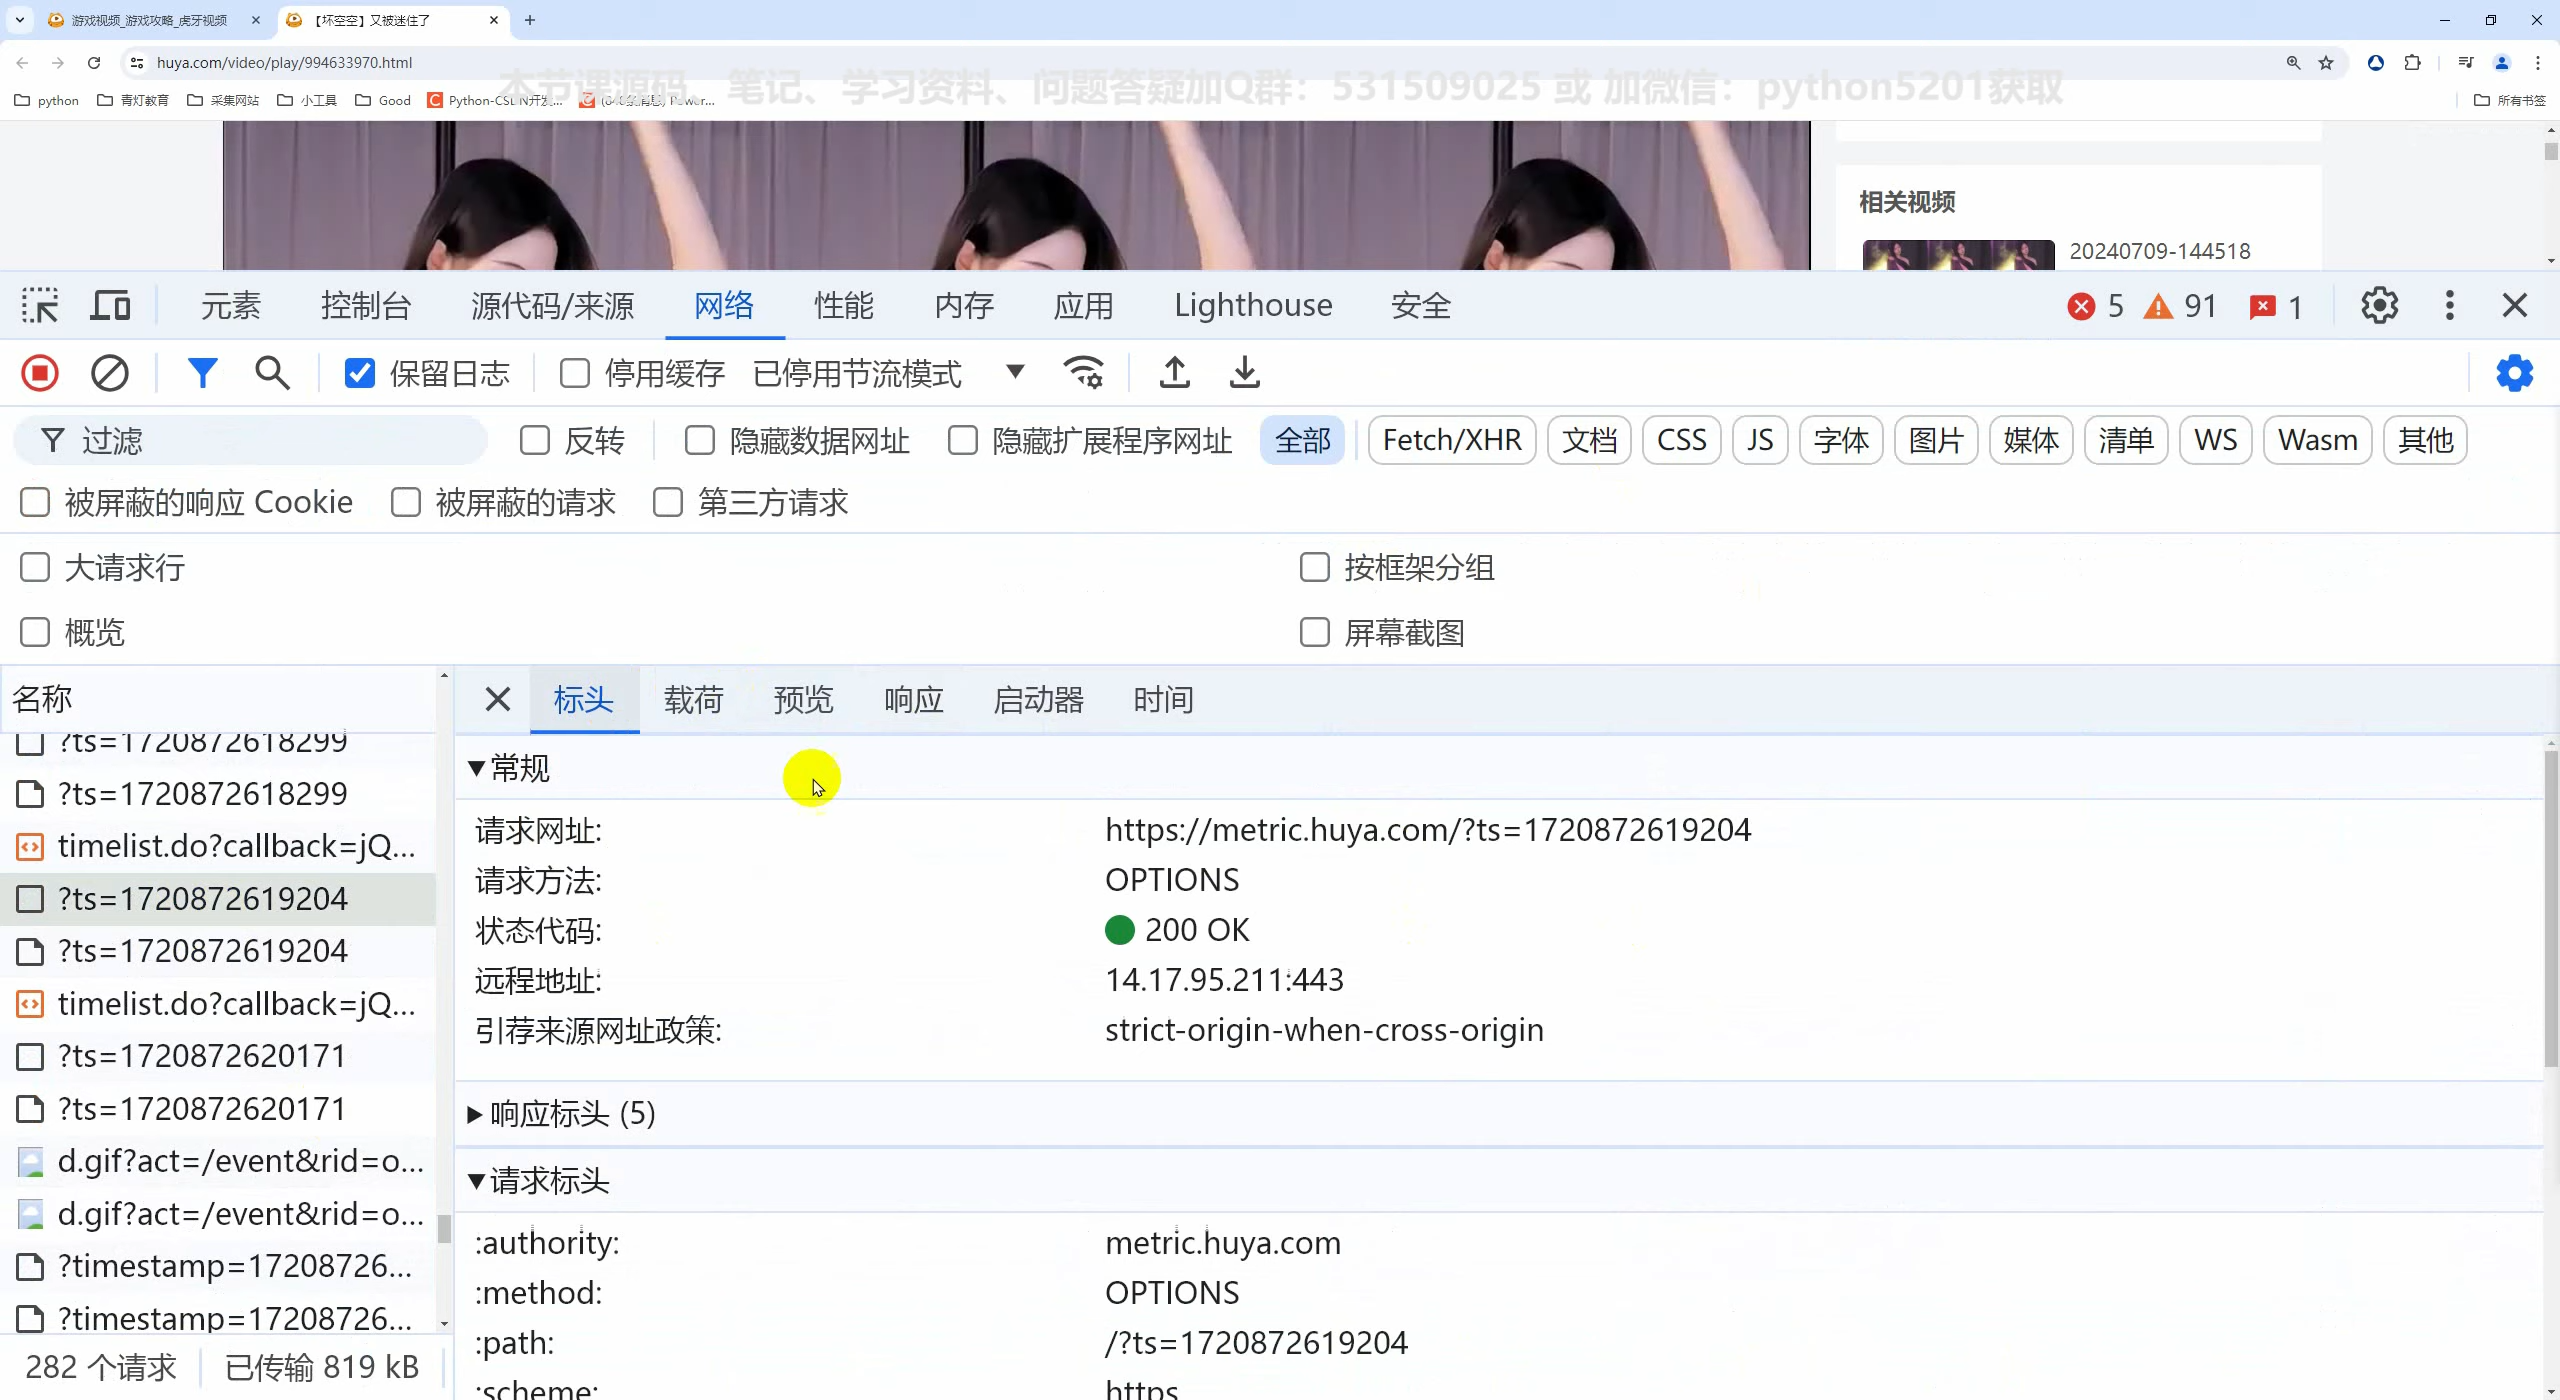 游戏视频_游戏攻略_虎牙视频
【坏空空】又被迷住了
huya.com/video/play/994633970.html
本节课源码、笔记、学习资料、问题答疑加Q群：531509025 或 加微信：python5201获取
python
青灯教育
采集网站
小工具
Good
所有书签
相关视频
20240709-144518
元素 控制台 源代码/来源 网络 性能 内存 应用 Lighthouse 安全
5 91 1
保留日志 停用缓存 已停用节流模式
过滤 反转 隐藏数据网址 隐藏扩展程序网址 全部 Fetch/XHR 文档 CSS JS 字体 图片 媒体 清单 WS Wasm 其他
被屏蔽的响应 Cookie 被屏蔽的请求 第三方请求
大请求行 按框架分组
概览 屏幕截图
名称
?ts=1720872618299
?ts=1720872618299
timelist.do?callback=jQ...
?ts=1720872619204
?ts=1720872619204
timelist.do?callback=jQ...
?ts=1720872620171
?ts=1720872620171
d.gif?act=/event&rid=o...
d.gif?act=/event&rid=o...
?timestamp=17208726...
?timestamp=17208726...
282 个请求 已传输 819 kB
标头 载荷 预览 响应 启动器 时间
常规
请求网址: https://metric.huya.com/?ts=1720872619204
请求方法: OPTIONS
状态代码: 200 OK
远程地址: 14.17.95.211:443
引荐来源网址政策: strict-origin-when-cross-origin
响应标头 (5)
请求标头
:authority: metric.huya.com
:method: OPTIONS
:path: /?ts=1720872619204
:scheme: https